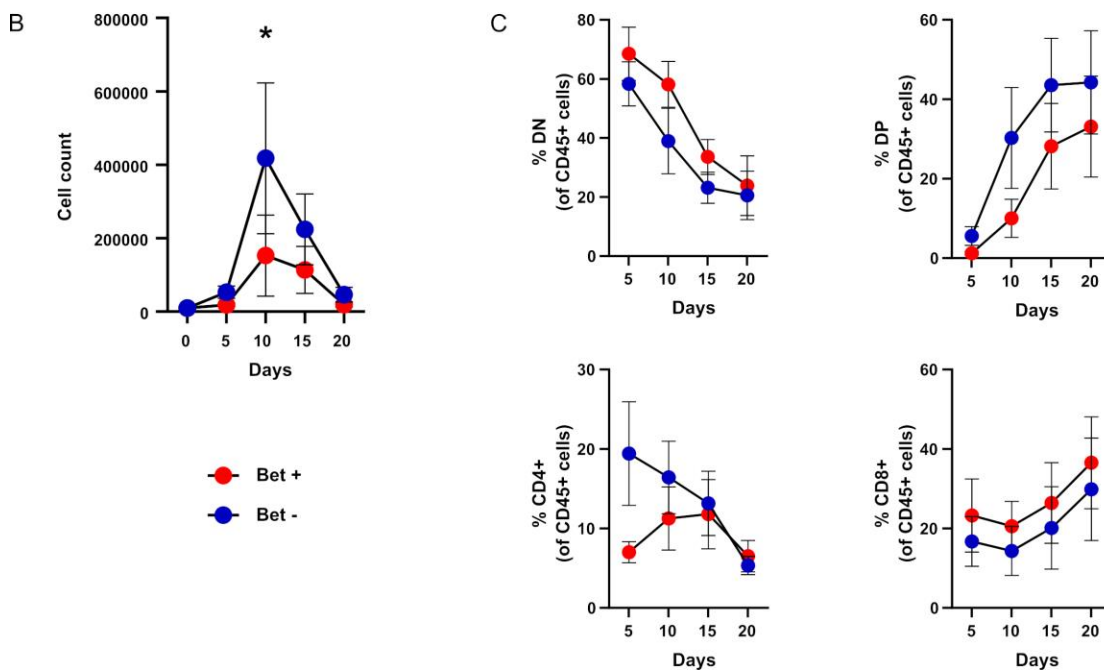 B
800000
600000
400000
200000
0
Cell count
*
0 5 10 15 20
Days
Bet +
Bet -
C
80
60
40
20
0
% DN
(of CD45+ cells)
5 10 15 20
Days
60
40
20
0
% DP
(of CD45+ cells)
5 10 15 20
Days
30
20
10
0
% CD4+
(of CD45+ cells)
5 10 15 20
Days
60
40
20
0
% CD8+
(of CD45+ cells)
5 10 15 20
Days